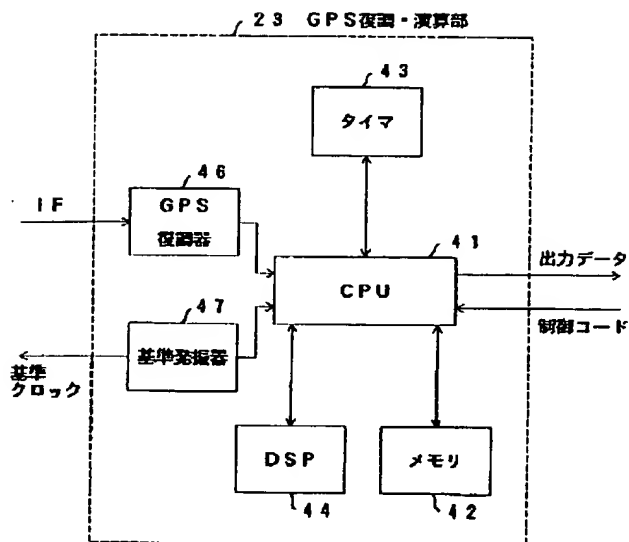 23 GPS復調・演算部
43
タイマ
46
IF
GPS
復調器
41
CPU
出力データ
制御コード
47
基準発振器
基準
クロック
DSP
メモリ
44
42